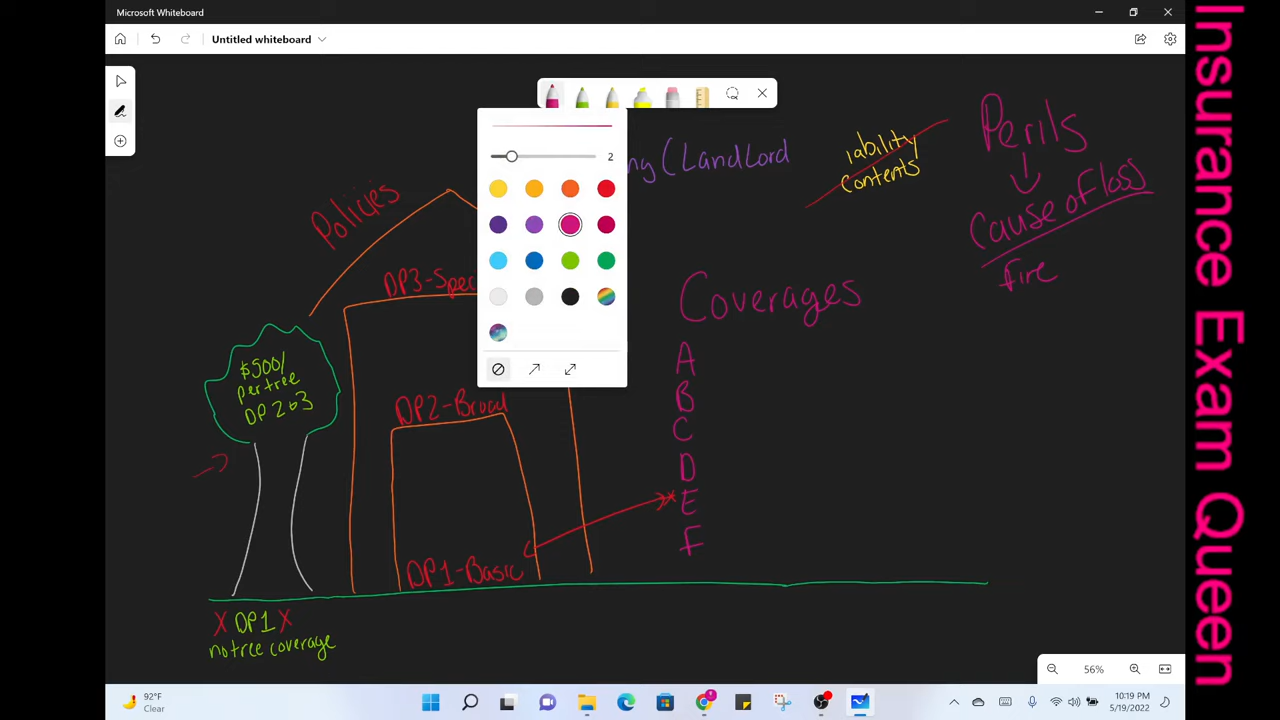 Microsoft Whiteboard
Untitled whiteboard
2
ng (LandLord
iability
contents
Perils
Cause of loss
fire
Policies
DP3-Spec
Coverages
A
B
C
D
E
F
$500/
per tree
DP 2&3
DP2-Broad
DP1-Basic
X DP1 X
no tree coverage
56%
92°F
Clear
10:19 PM
5/19/2022
Insurance Exam Queen